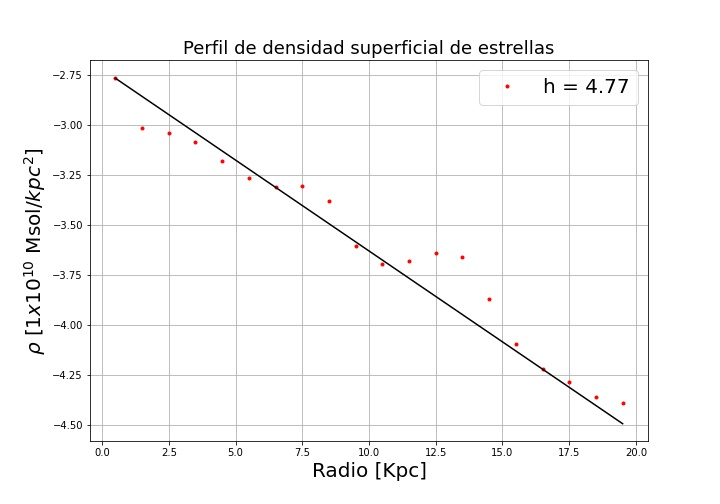 Perfil de densidad superficial de estrellas
h = 4.77
ρ [1x10¹⁰ Msol/kpc²]
−2.75
−3.00
−3.25
−3.50
−3.75
−4.00
−4.25
−4.50
0.0 2.5 5.0 7.5 10.0 12.5 15.0 17.5 20.0
Radio [Kpc]